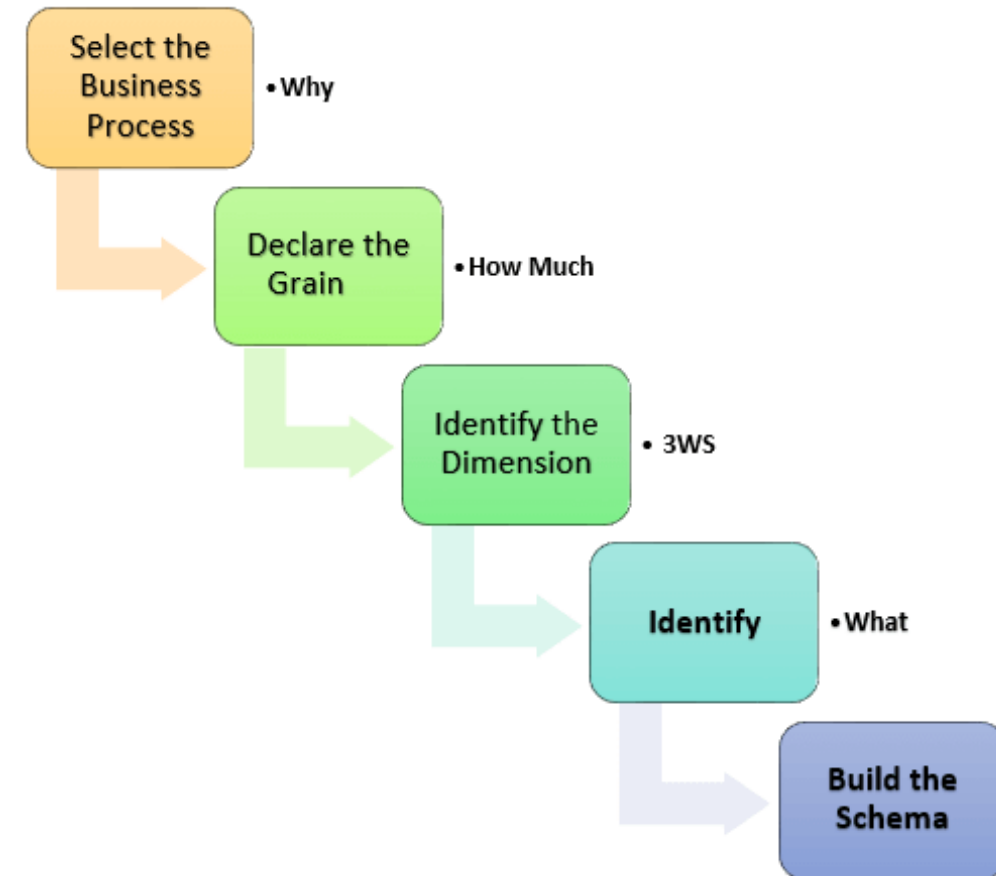 Select the
Business
Process
•Why
Declare the
Grain
•How Much
Identify the
Dimension
• 3WS
Identify
•What
Build the
Schema